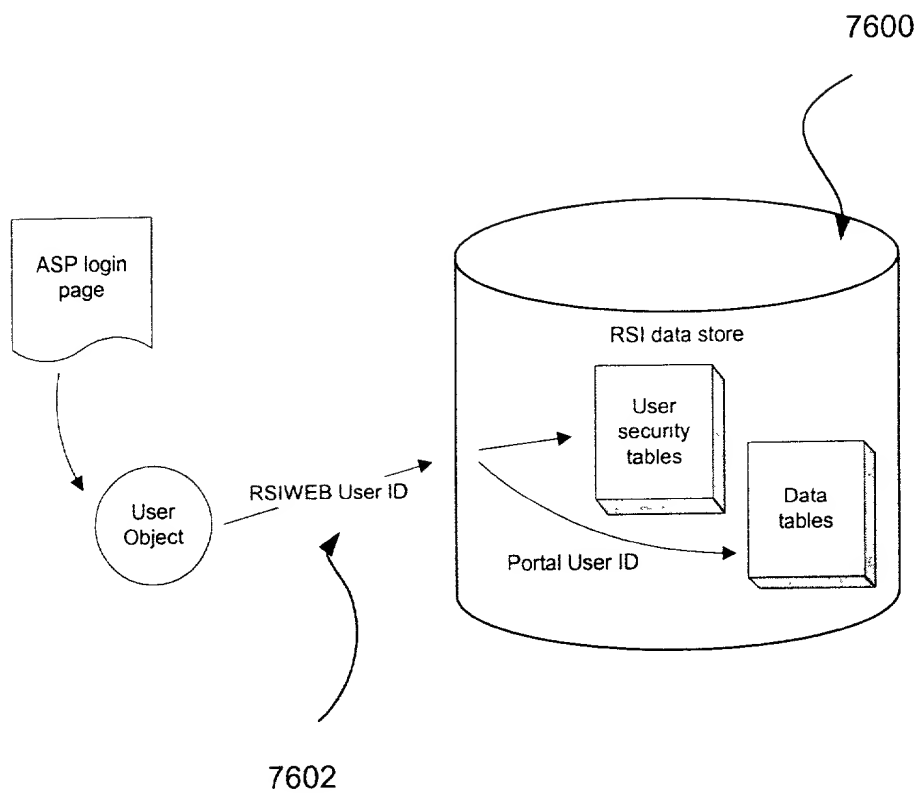 7600
ASP login
page
RSI data store
User
security
tables
RSIWEB User ID
User
Object
Data
tables
Portal User ID
7602